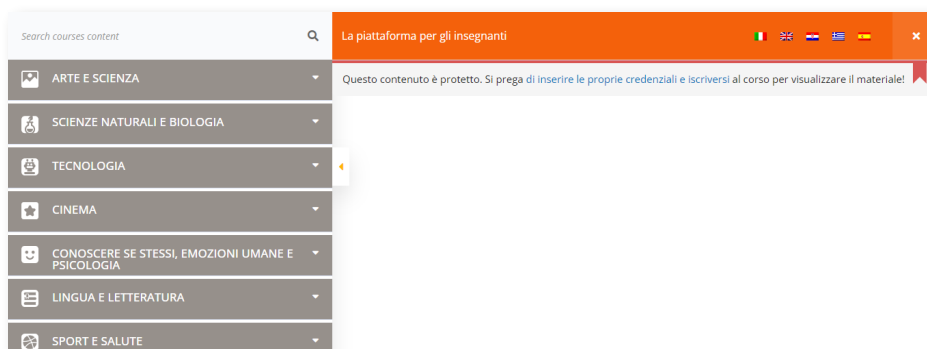 Search courses content
La piattaforma per gli insegnanti
ARTE E SCIENZA
Questo contenuto è protetto. Si prega di inserire le proprie credenziali e iscriversi al corso per visualizzare il materiale!
SCIENZE NATURALI E BIOLOGIA
TECNOLOGIA
CINEMA
CONOSCERE SE STESSI, EMOZIONI UMANE E
PSICOLOGIA
LINGUA E LETTERATURA
SPORT E SALUTE